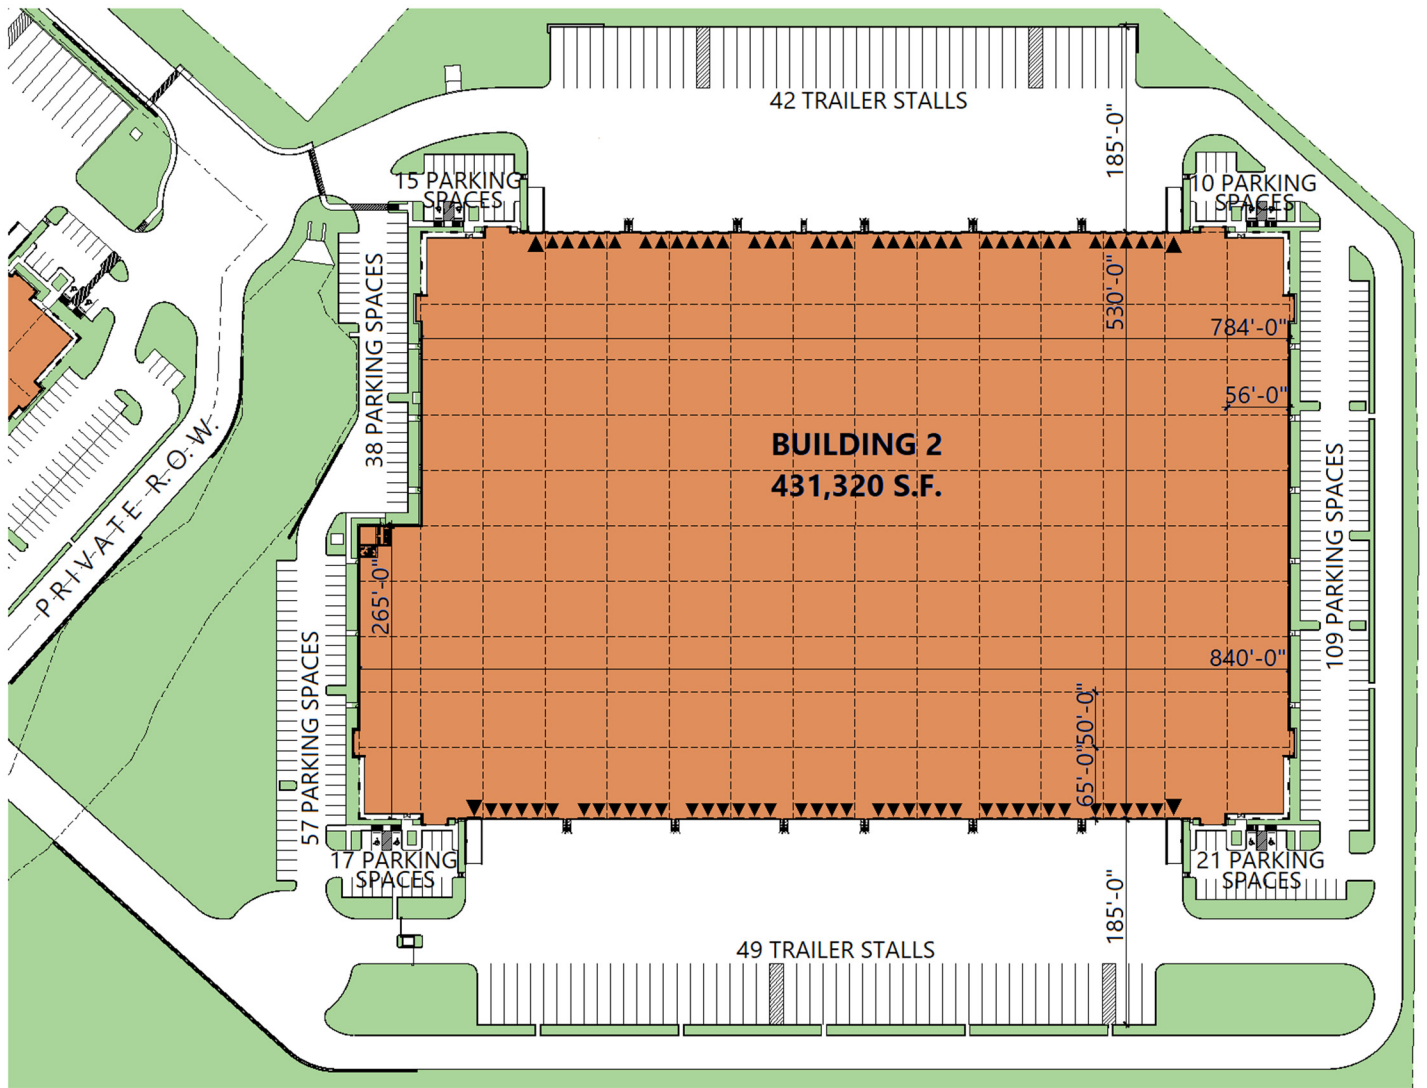 42 TRAILER STALLS
185'-0"
15 PARKING
SPACES
10 PARKING
SPACES
38 PARKING SPACES
530'-0"
784'-0"
56'-0"
BUILDING 2
431,320 S.F.
PRIVATE R.O.W.
109 PARKING SPACES
265'-0"
840'-0"
57 PARKING SPACES
50'-0"
65'-0"
17 PARKING
SPACES
21 PARKING
SPACES
185'-0"
49 TRAILER STALLS